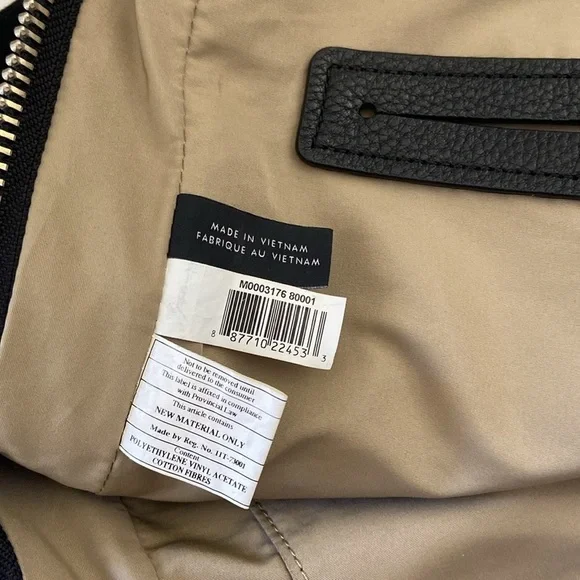 MADE IN VIETNAM
FABRIQUE AU VIETNAM
M0003176 80001
8 87710 22453 3
Not to be removed until
delivered to the consumer
This label is affixed in compliance
with Provincial Law
This article contains
NEW MATERIAL ONLY
Made by Reg. No. 11T-73001
Content
POLYETHYLENE VINYL ACETATE
COTTON FIBRES